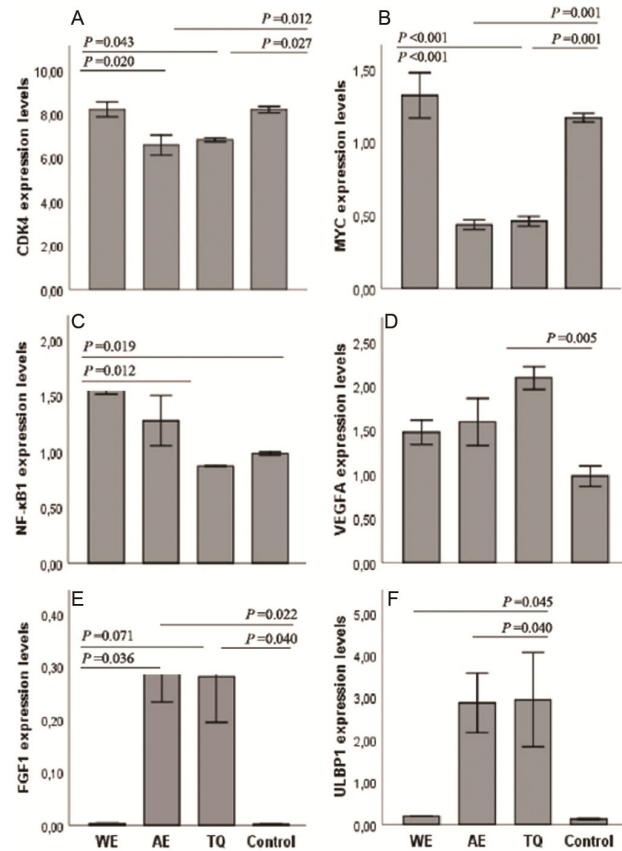 A
P =0.012
P =0.043
P =0.027
P =0.020
CDK4 expression levels
10,00
8,00
6,00
4,00
2,00
0,00
B
P =0.001
P <0.001
P =0.001
P <0.001
MYC expression levels
1,50
1,00
0,50
0,00
C
P =0.019
P =0.012
NF-κB1 expression levels
2,00
1,50
1,00
0,50
0,00
D
P =0.005
VEGFA expression levels
2,50
2,00
1,50
1,00
0,50
0,00
E
P =0.022
P =0.071
P =0.040
P =0.036
FGF1 expression levels
0,40
0,30
0,20
0,10
0,00
WE AE TQ Control
F
P =0.045
P =0.040
ULBP1 expression levels
5,00
4,00
3,00
2,00
1,00
0,00
WE AE TQ Control